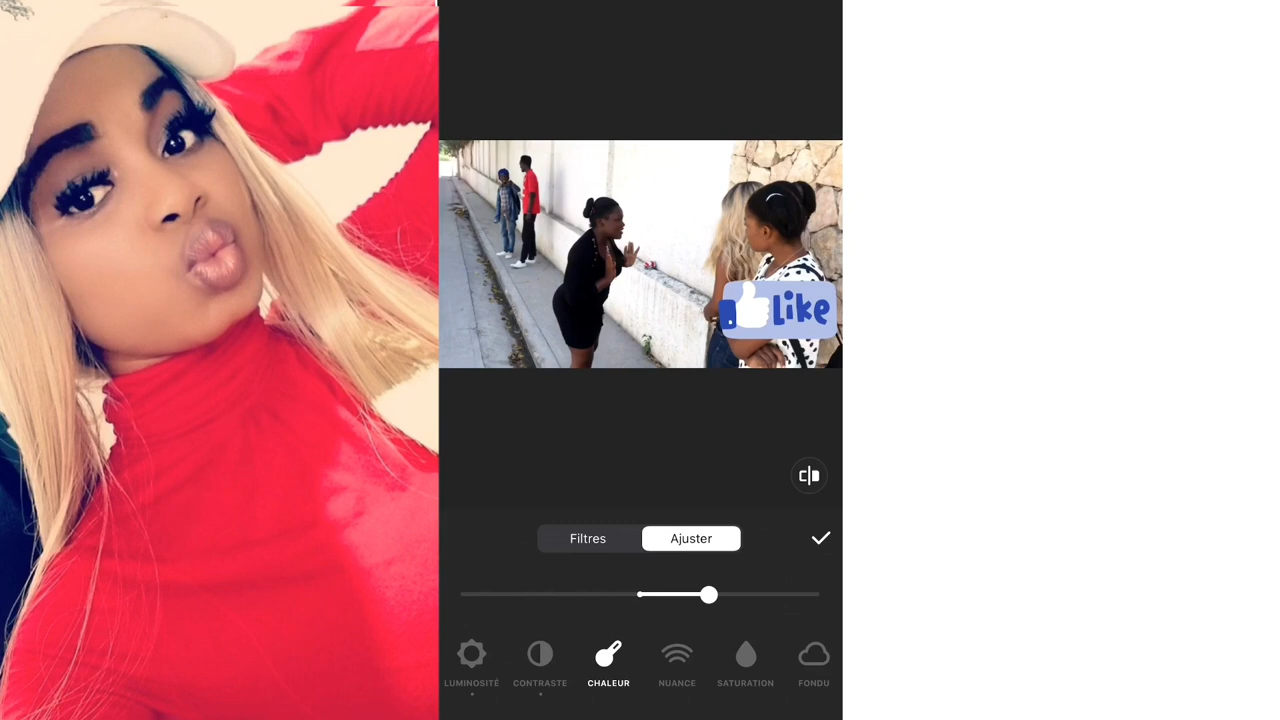 Like
Filtres
Ajuster
LUMINOSITÉ
CONTRASTE
CHALEUR
NUANCE
SATURATION
FONDU